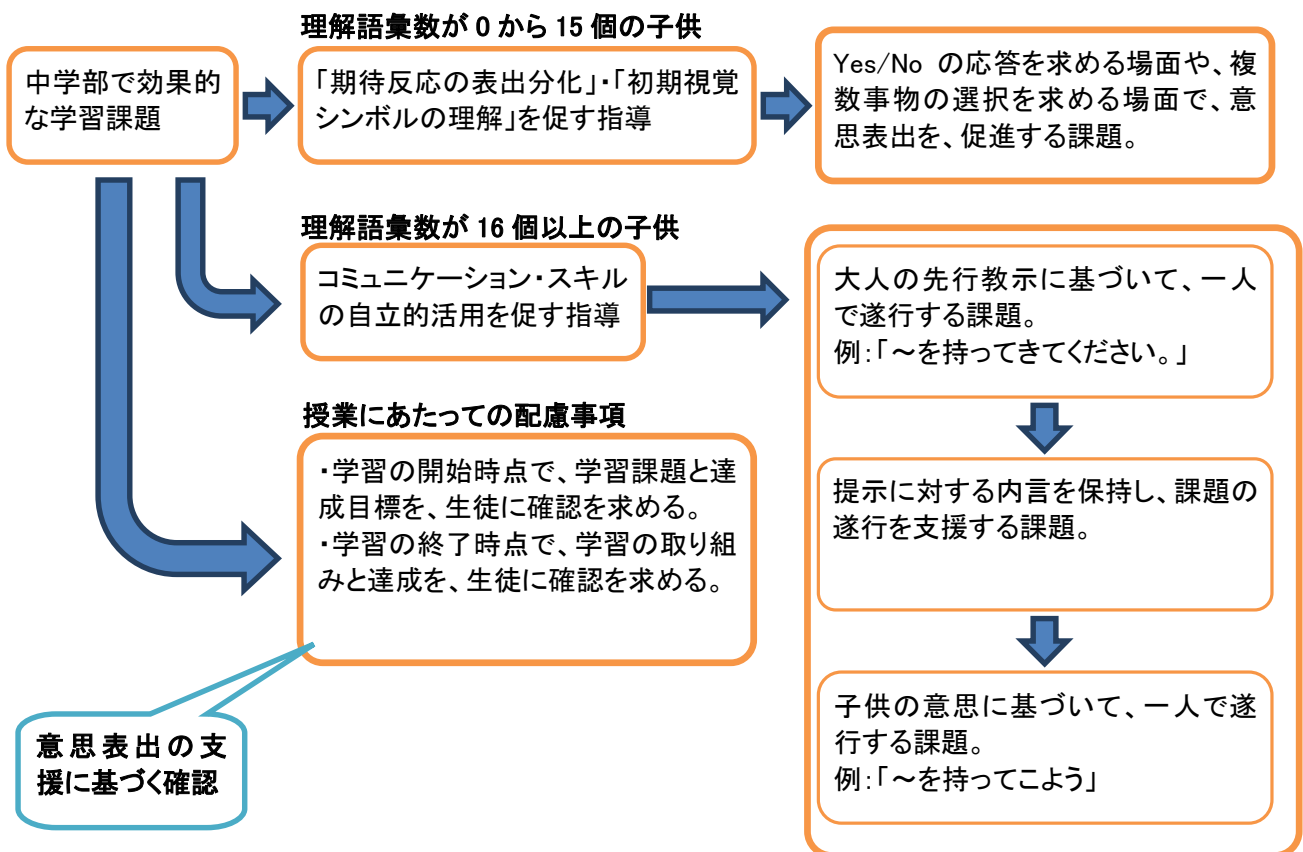 理解語彙数が 0 から 15 個の子供
中学部で効果的
な学習課題
「期待反応の表出分化」・「初期視覚
シンボルの理解」を促す指導
Yes/No の応答を求める場面や、複
数事物の選択を求める場面で、意
思表出を、促進する課題。
理解語彙数が 16 個以上の子供
コミュニケーション・スキル
の自立的活用を促す指導
大人の先行教示に基づいて、一人
で遂行する課題。
例:「~を持ってきてください。」
提示に対する内言を保持し、課題の
遂行を支援する課題。
子供の意思に基づいて、一人で遂
行する課題。
例:「~を持ってこよう」
授業にあたっての配慮事項
・学習の開始時点で、学習課題と達
成目標を、生徒に確認を求める。
・学習の終了時点で、学習の取り組
みと達成を、生徒に確認を求める。
意思表出の支
援に基づく確認